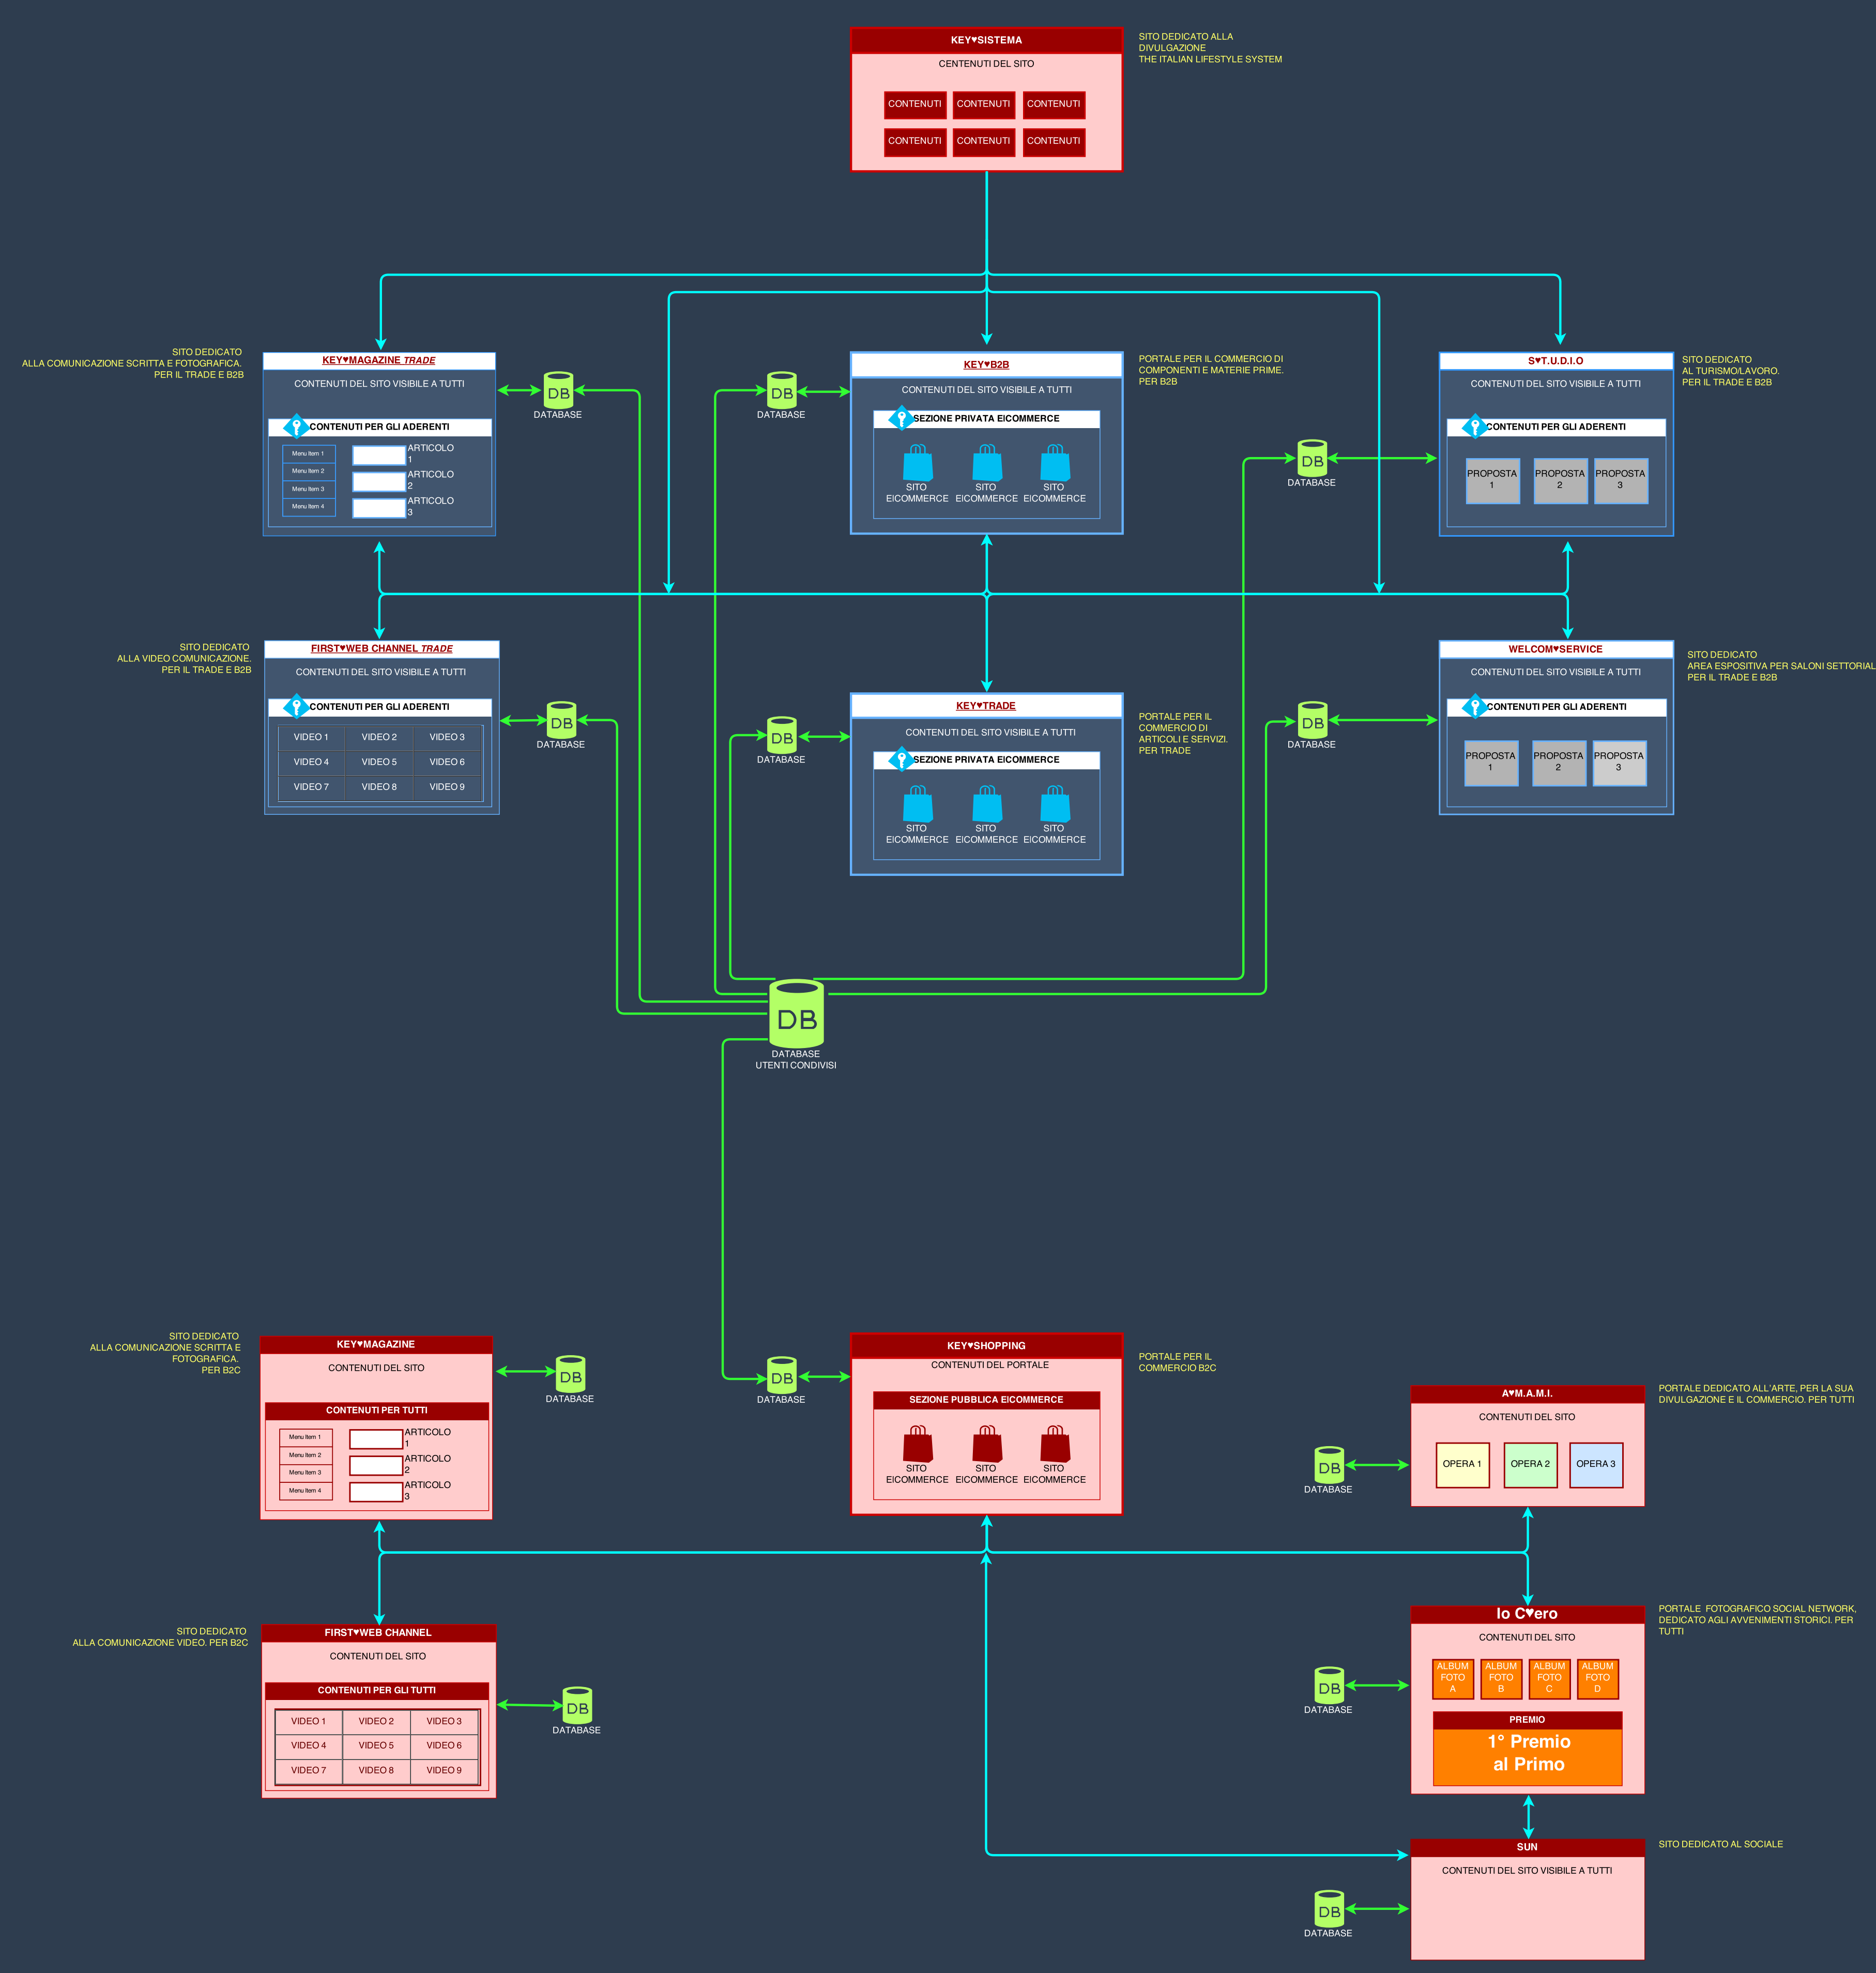 KEY♥SISTEMA
CENTENUTI DEL SITO
CONTENUTI
CONTENUTI
CONTENUTI
CONTENUTI
CONTENUTI
CONTENUTI
SITO DEDICATO ALLA
DIVULGAZIONE
THE ITALIAN LIFESTYLE SYSTEM
SITO DEDICATO
ALLA COMUNICAZIONE SCRITTA E FOTOGRAFICA.
PER IL TRADE E B2B
KEY♥MAGAZINE TRADE
CONTENUTI DEL SITO VISIBILE A TUTTI
CONTENUTI PER GLI ADERENTI
Menu Item 1
Menu Item 2
Menu Item 3
Menu Item 4
ARTICOLO
1
ARTICOLO
2
ARTICOLO
3
DB
DATABASE
DB
DATABASE
KEY♥B2B
CONTENUTI DEL SITO VISIBILE A TUTTI
SEZIONE PRIVATA ElCOMMERCE
SITO
ElCOMMERCE
SITO
ElCOMMERCE
SITO
ElCOMMERCE
PORTALE PER IL COMMERCIO DI
COMPONENTI E MATERIE PRIME.
PER B2B
DB
DATABASE
S♥T.U.D.I.O
CONTENUTI DEL SITO VISIBILE A TUTTI
CONTENUTI PER GLI ADERENTI
PROPOSTA
1
PROPOSTA
2
PROPOSTA
3
SITO DEDICATO
AL TURISMO/LAVORO.
PER IL TRADE E B2B
SITO DEDICATO
ALLA VIDEO COMUNICAZIONE.
PER IL TRADE E B2B
FIRST♥WEB CHANNEL TRADE
CONTENUTI DEL SITO VISIBILE A TUTTI
CONTENUTI PER GLI ADERENTI
VIDEO 1
VIDEO 2
VIDEO 3
VIDEO 4
VIDEO 5
VIDEO 6
VIDEO 7
VIDEO 8
VIDEO 9
DB
DATABASE
DB
DATABASE
KEY♥TRADE
CONTENUTI DEL SITO VISIBILE A TUTTI
SEZIONE PRIVATA ElCOMMERCE
SITO
ElCOMMERCE
SITO
ElCOMMERCE
SITO
ElCOMMERCE
PORTALE PER IL
COMMERCIO DI
ARTICOLI E SERVIZI.
PER TRADE
DB
DATABASE
WELCOM♥SERVICE
CONTENUTI DEL SITO VISIBILE A TUTTI
CONTENUTI PER GLI ADERENTI
PROPOSTA
1
PROPOSTA
2
PROPOSTA
3
SITO DEDICATO
AREA ESPOSITIVA PER SALONI SETTORIAL
PER IL TRADE E B2B
DB
DATABASE
UTENTI CONDIVISI
SITO DEDICATO
ALLA COMUNICAZIONE SCRITTA E
FOTOGRAFICA.
PER B2C
KEY♥MAGAZINE
CONTENUTI DEL SITO
CONTENUTI PER TUTTI
Menu Item 1
Menu Item 2
Menu Item 3
Menu Item 4
ARTICOLO
1
ARTICOLO
2
ARTICOLO
3
DB
DATABASE
DB
DATABASE
KEY♥SHOPPING
CONTENUTI DEL PORTALE
SEZIONE PUBBLICA ElCOMMERCE
SITO
ElCOMMERCE
SITO
ElCOMMERCE
SITO
ElCOMMERCE
PORTALE PER IL
COMMERCIO B2C
DB
DATABASE
A♥M.A.M.I.
CONTENUTI DEL SITO
OPERA 1
OPERA 2
OPERA 3
PORTALE DEDICATO ALL'ARTE, PER LA SUA
DIVULGAZIONE E IL COMMERCIO. PER TUTTI
SITO DEDICATO
ALLA COMUNICAZIONE VIDEO. PER B2C
FIRST♥WEB CHANNEL
CONTENUTI DEL SITO
CONTENUTI PER GLI TUTTI
VIDEO 1
VIDEO 2
VIDEO 3
VIDEO 4
VIDEO 5
VIDEO 6
VIDEO 7
VIDEO 8
VIDEO 9
DB
DATABASE
DB
DATABASE
Io C♥ero
CONTENUTI DEL SITO
ALBUM
FOTO
A
ALBUM
FOTO
B
ALBUM
FOTO
C
ALBUM
FOTO
D
PREMIO
1° Premio
al Primo
PORTALE FOTOGRAFICO SOCIAL NETWORK,
DEDICATO AGLI AVVENIMENTI STORICI. PER
TUTTI
SUN
CONTENUTI DEL SITO VISIBILE A TUTTI
SITO DEDICATO AL SOCIALE
DB
DATABASE